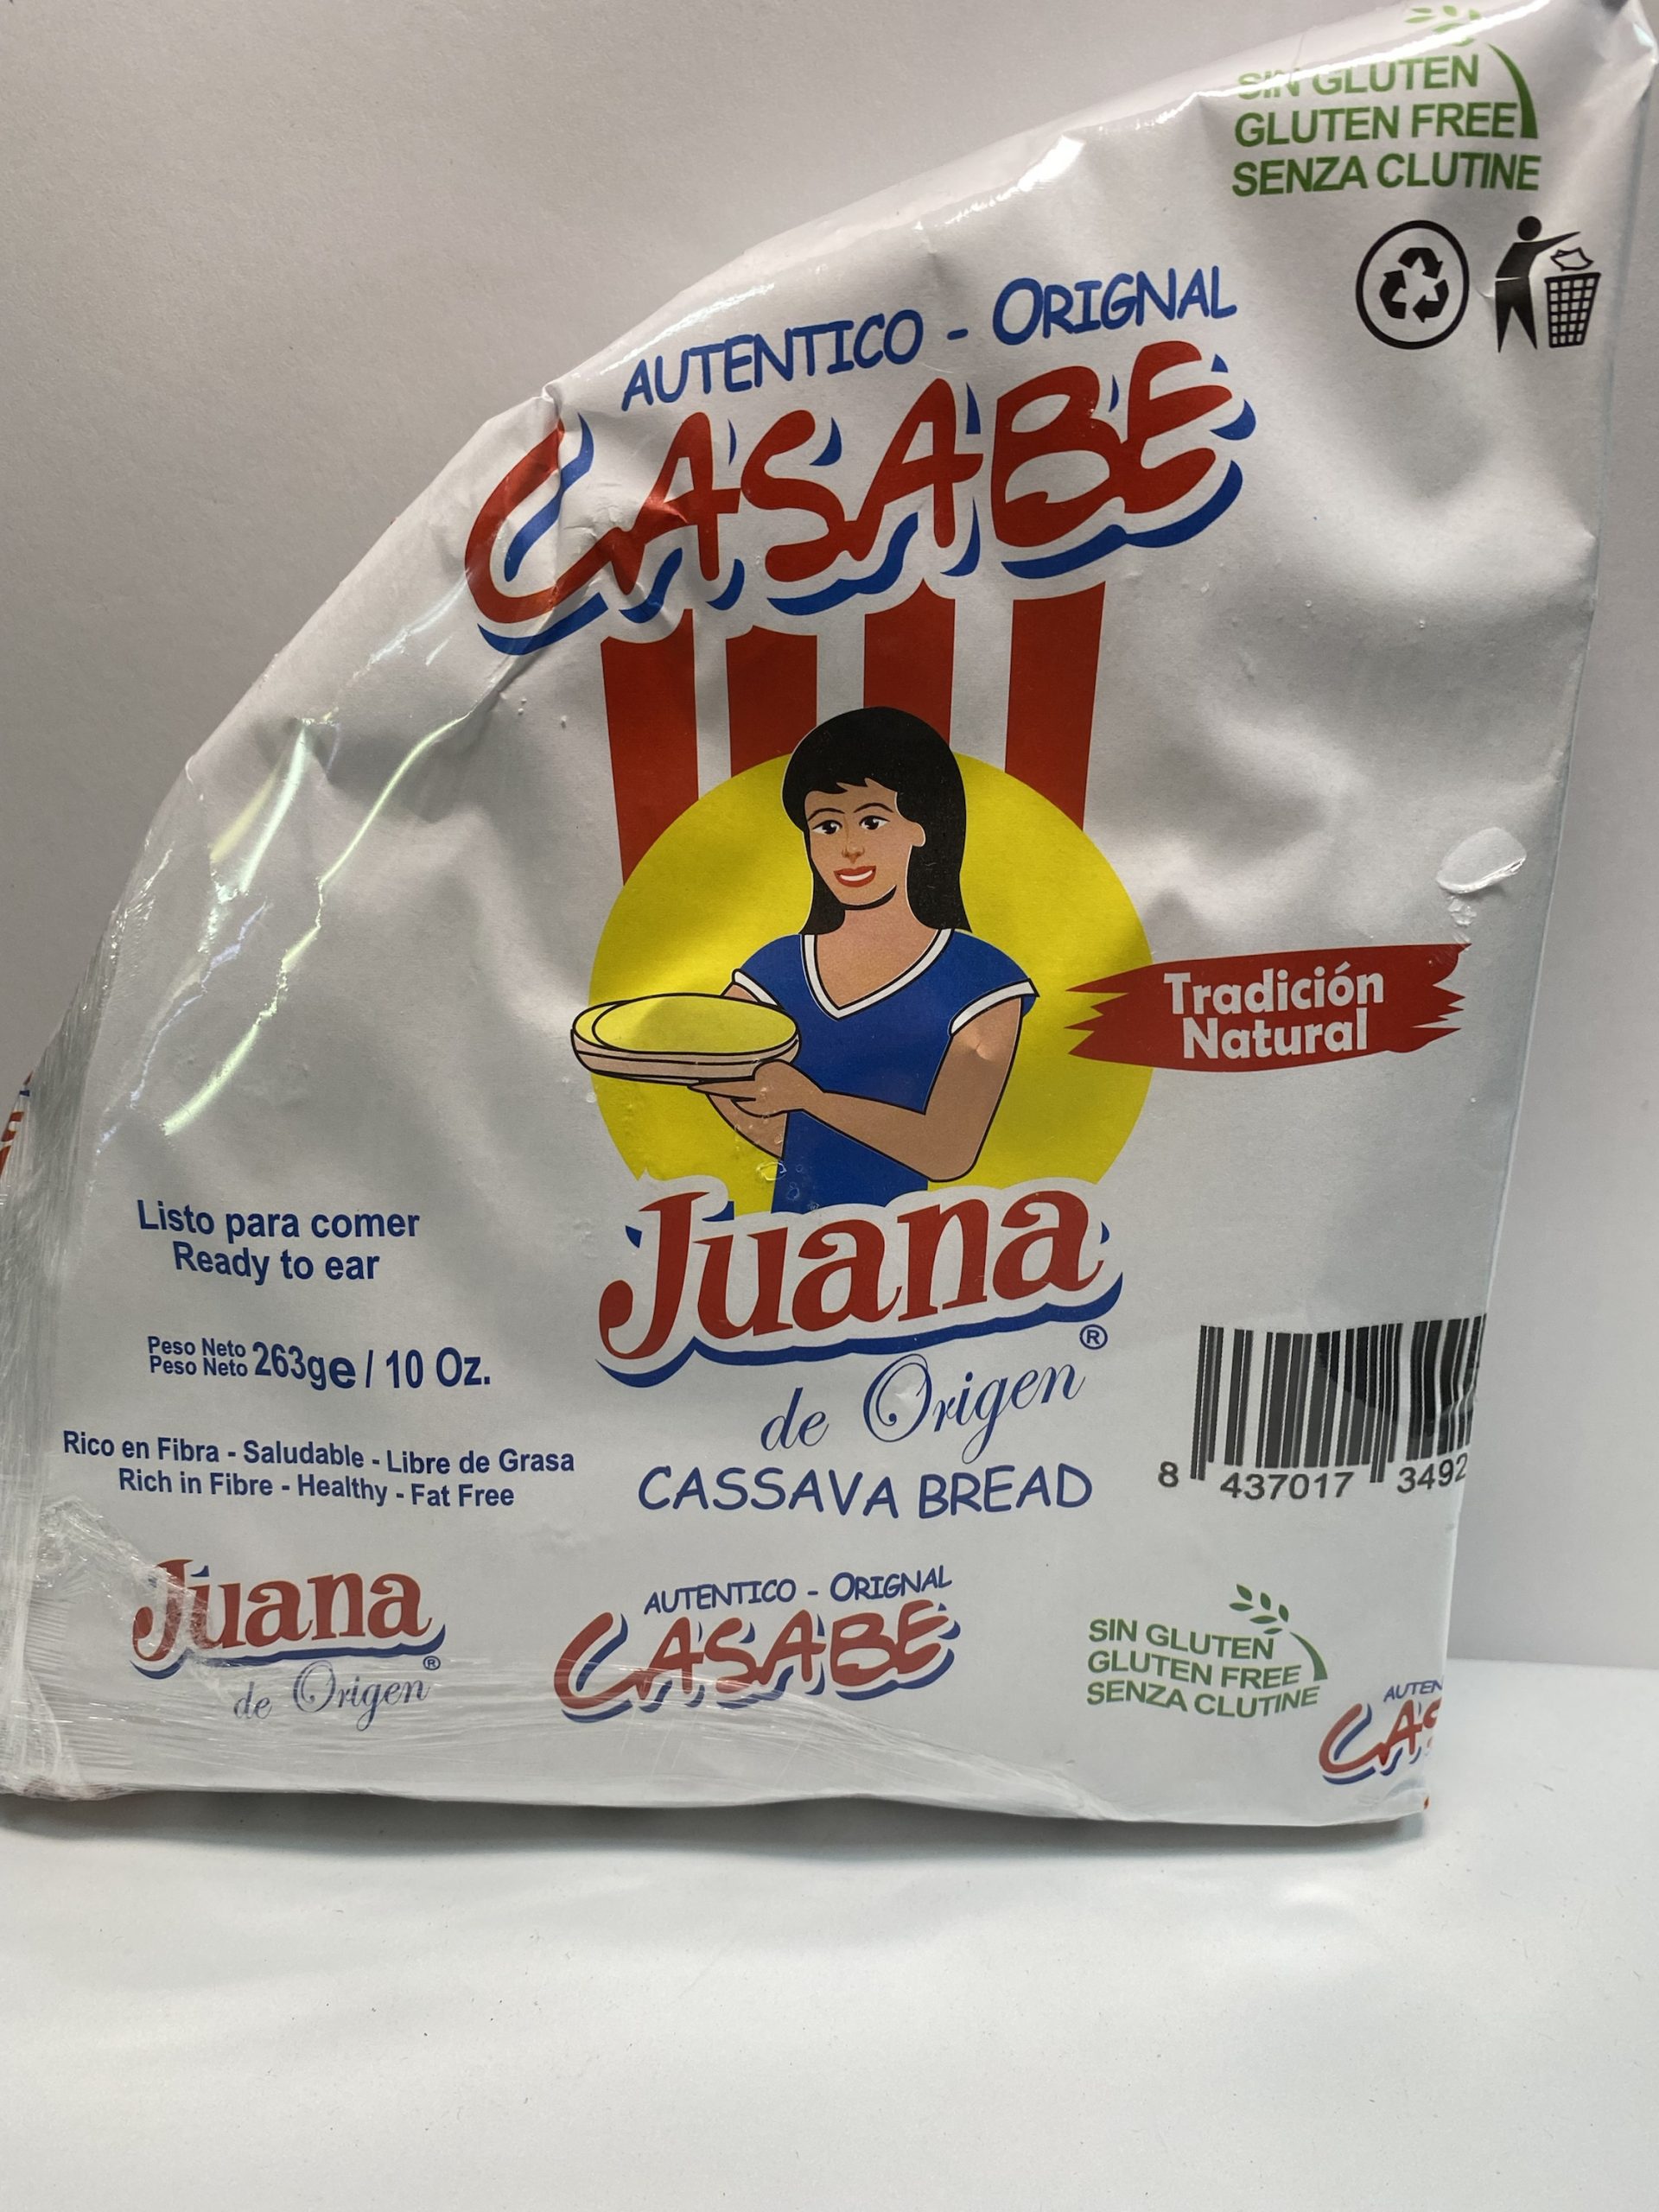 SIN GLUTEN
GLUTEN FREE
SENZA CLUTINE
AUTENTICO - ORIGNAL
CASABE
Tradición
Natural
Listo para comer
Ready to ear
Peso Neto
Peso Neto 263ge / 10 Oz.
Rico en Fibra - Saludable - Libre de Grasa
Rich in Fibre - Healthy - Fat Free
Juana
®
de Origen
CASSAVA BREAD
8 437017 3492
Juana
®
de Origen
AUTENTICO - ORIGNAL
CASABE
SIN GLUTEN
GLUTEN FREE
SENZA CLUTINE
AUTEN
CAS